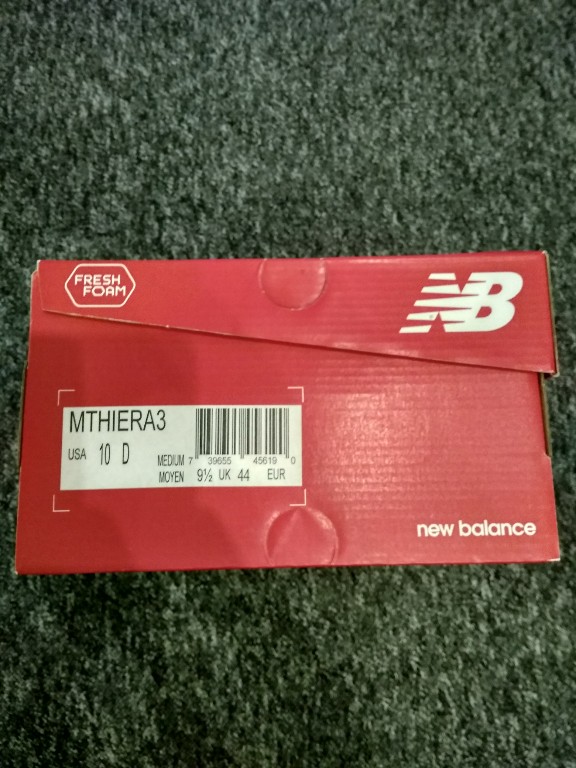 FRESH
FOAM
NB
MTHIERA3
USA 10 D
MEDIUM 7 39655 45619 0
MOYEN 9½ UK 44 EUR
new balance